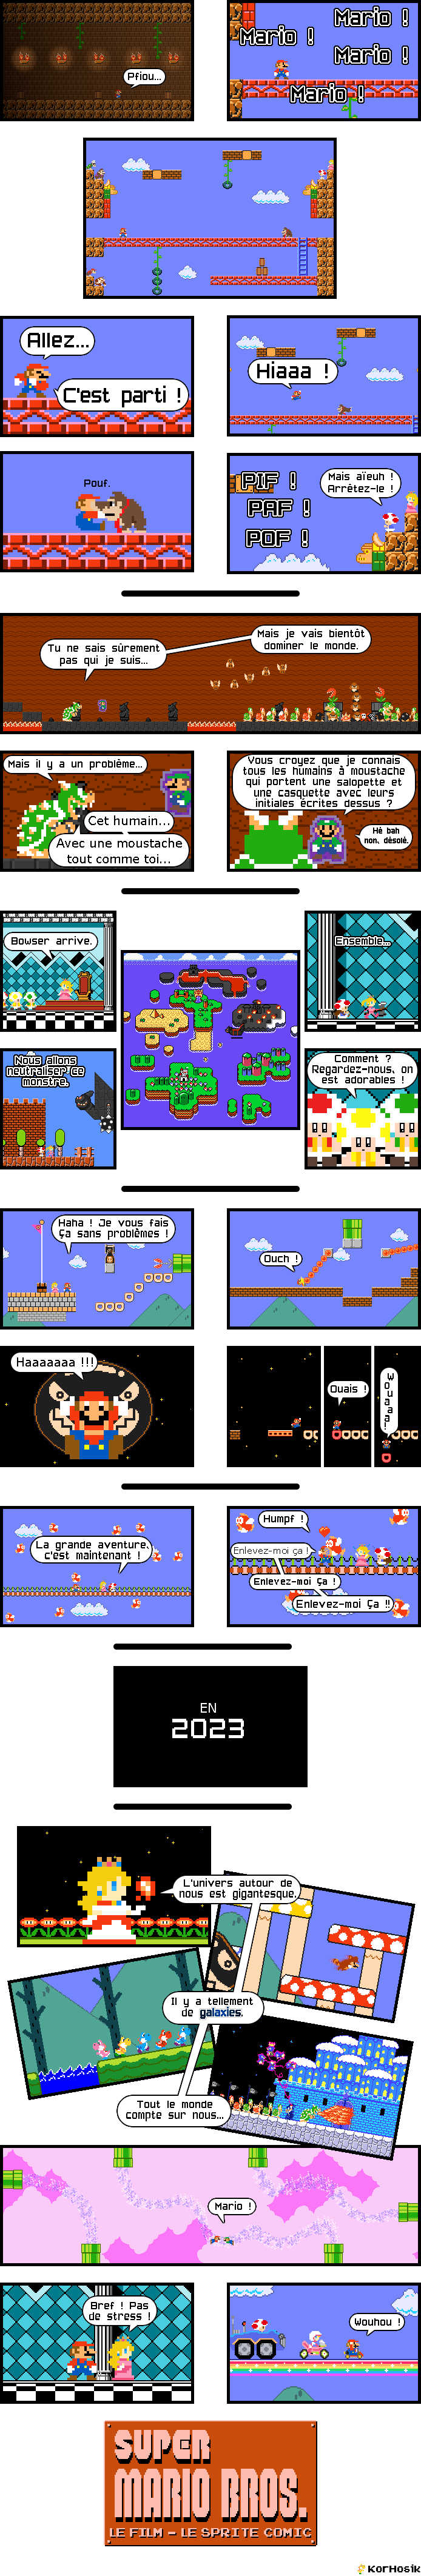 Pfiou...
Mario !
Mario !
Mario !
Mario !
Allez...
C'est parti !
Hiaaa !
Pouf.
PIF !
PAF !
POF !
Mais aïeuh !
Arrêtez-le !
Tu ne sais sûrement
pas qui je suis...
Mais je vais bientôt
dominer le monde.
Mais il y a un problème...
Cet humain...
Avec une moustache
tout comme toi...
Vous croyez que je connais
tous les humains à moustache
qui portent une salopette et
une casquette avec leurs
initiales écrites dessus ?
Hé bah
non, désolé.
Bowser arrive.
Ensemble...
Nous allons
neutraliser ce
monstre.
Comment ?
Regardez-nous, on
est adorables !
Haha ! Je vous fais
ça sans problèmes !
Ouch !
Haaaaaaa !!!
Ouais !
Wouaaa!
La grande aventure,
c'est maintenant !
Humpf !
Enlevez-moi ça !
Enlevez-moi ça !
Enlevez-moi ça !!
EN
2023
L'univers autour de
nous est gigantesque.
Il y a tellement
de galaxies.
Tout le monde
compte sur nous...
Mario !
Bref ! Pas
de stress !
Wouhou !
SUPER
MARIO BROS.
LE FILM - LE SPRITE COMIC
KorHosik